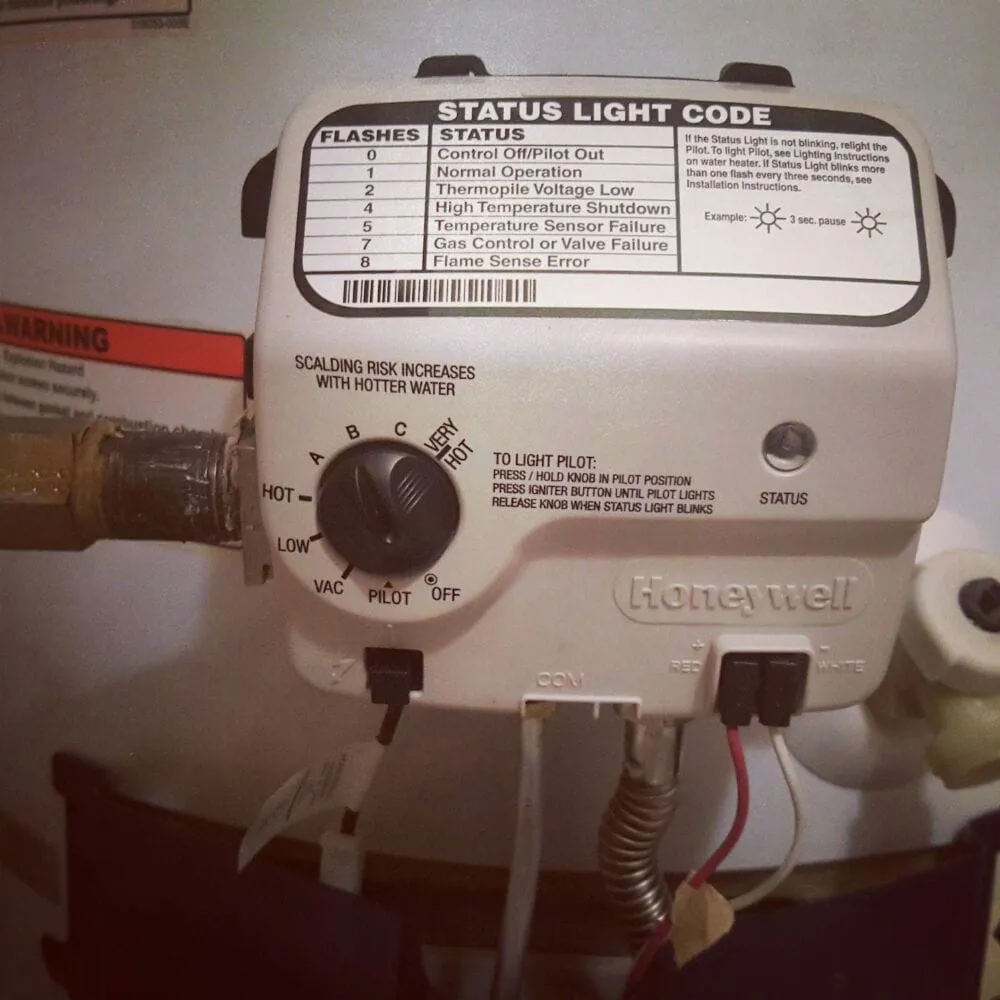 STATUS LIGHT CODE
FLASHES STATUS
0 Control Off/Pilot Out
1 Normal Operation
2 Thermopile Voltage Low
4 High Temperature Shutdown
5 Temperature Sensor Failure
7 Gas Control or Valve Failure
8 Flame Sense Error
If the Status Light is not blinking, relight the
Pilot. To light Pilot, see Lighting Instructions
on water heater. If Status Light blinks more
than one flash every three seconds, see
Installation Instructions.
Example: 3 sec. pause
WARNING
Hazard
securely.
SCALDING RISK INCREASES
WITH HOTTER WATER
A
B
C
VERY
HOT
HOT
LOW
VAC
PILOT
OFF
TO LIGHT PILOT:
PRESS / HOLD KNOB IN PILOT POSITION
PRESS IGNITER BUTTON UNTIL PILOT LIGHTS
RELEASE KNOB WHEN STATUS LIGHT BLINKS
STATUS
Honeywell
COM
+ -
RED WHITE